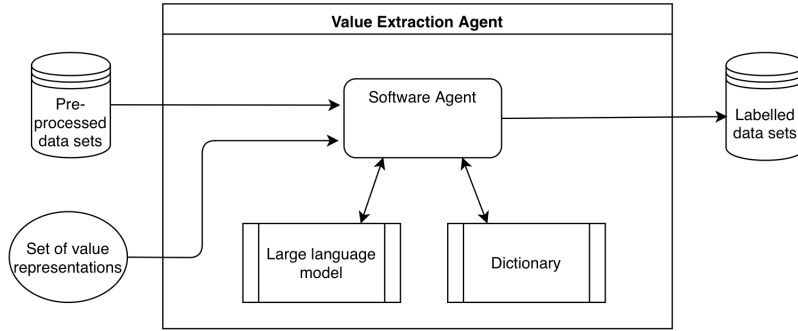 Value Extraction Agent
Pre-
processed
data sets
Software Agent
Labelled
data sets
Set of value
representations
Large language
model
Dictionary